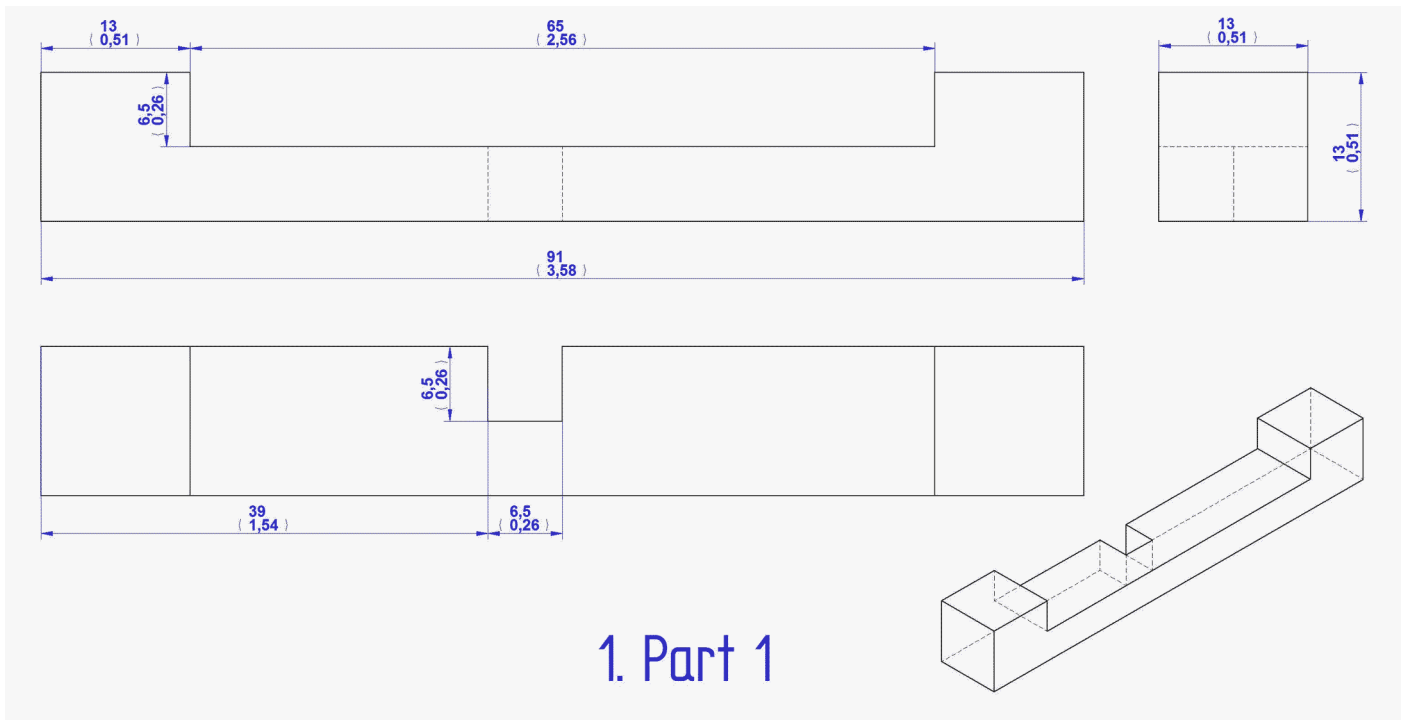 13
( 0,51 )
65
( 2,56 )
13
( 0,51 )
6,5
( 0,26 )
13
( 0,51 )
91
( 3,58 )
6,5
( 0,26 )
39
( 1,54 )
6,5
( 0,26 )
1. Part 1